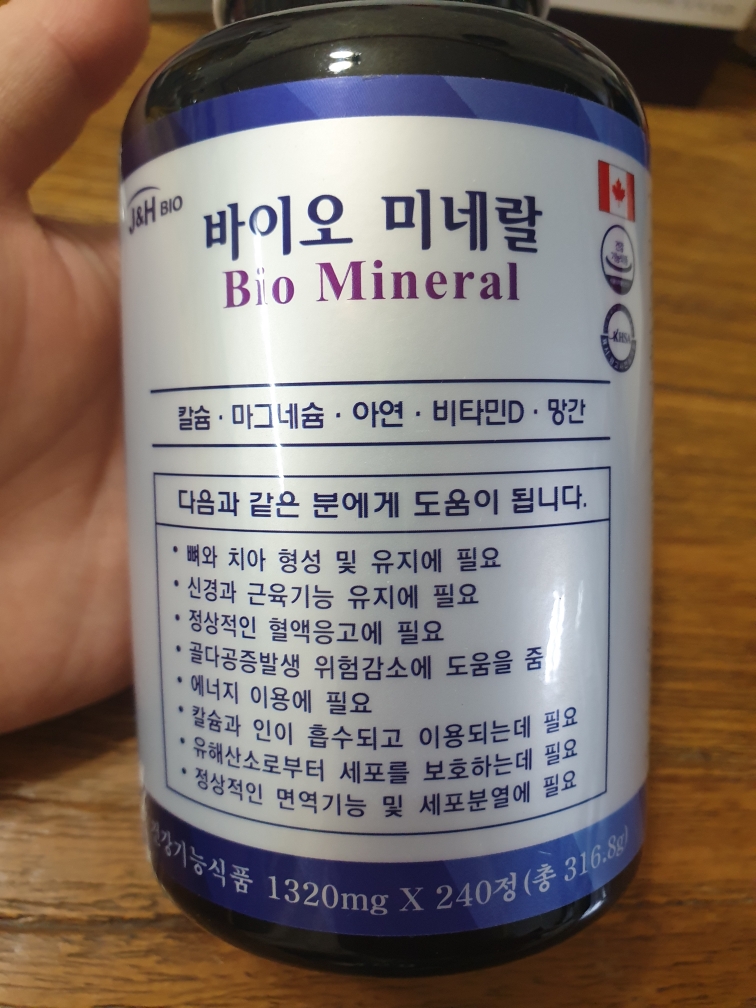 J&H BIO
바이오 미네랄
Bio Mineral
KHSA
칼슘 · 마그네슘 · 아연 · 비타민D · 망간
다음과 같은 분에게 도움이 됩니다.
• 뼈와 치아 형성 및 유지에 필요
• 신경과 근육기능 유지에 필요
• 정상적인 혈액응고에 필요
• 골다공증발생 위험감소에 도움을 줌
• 에너지 이용에 필요
• 칼슘과 인이 흡수되고 이용되는데 필요
• 유해산소로부터 세포를 보호하는데 필요
• 정상적인 면역기능 및 세포분열에 필요
건강기능식품 1320mg X 240정(총 316.8g)